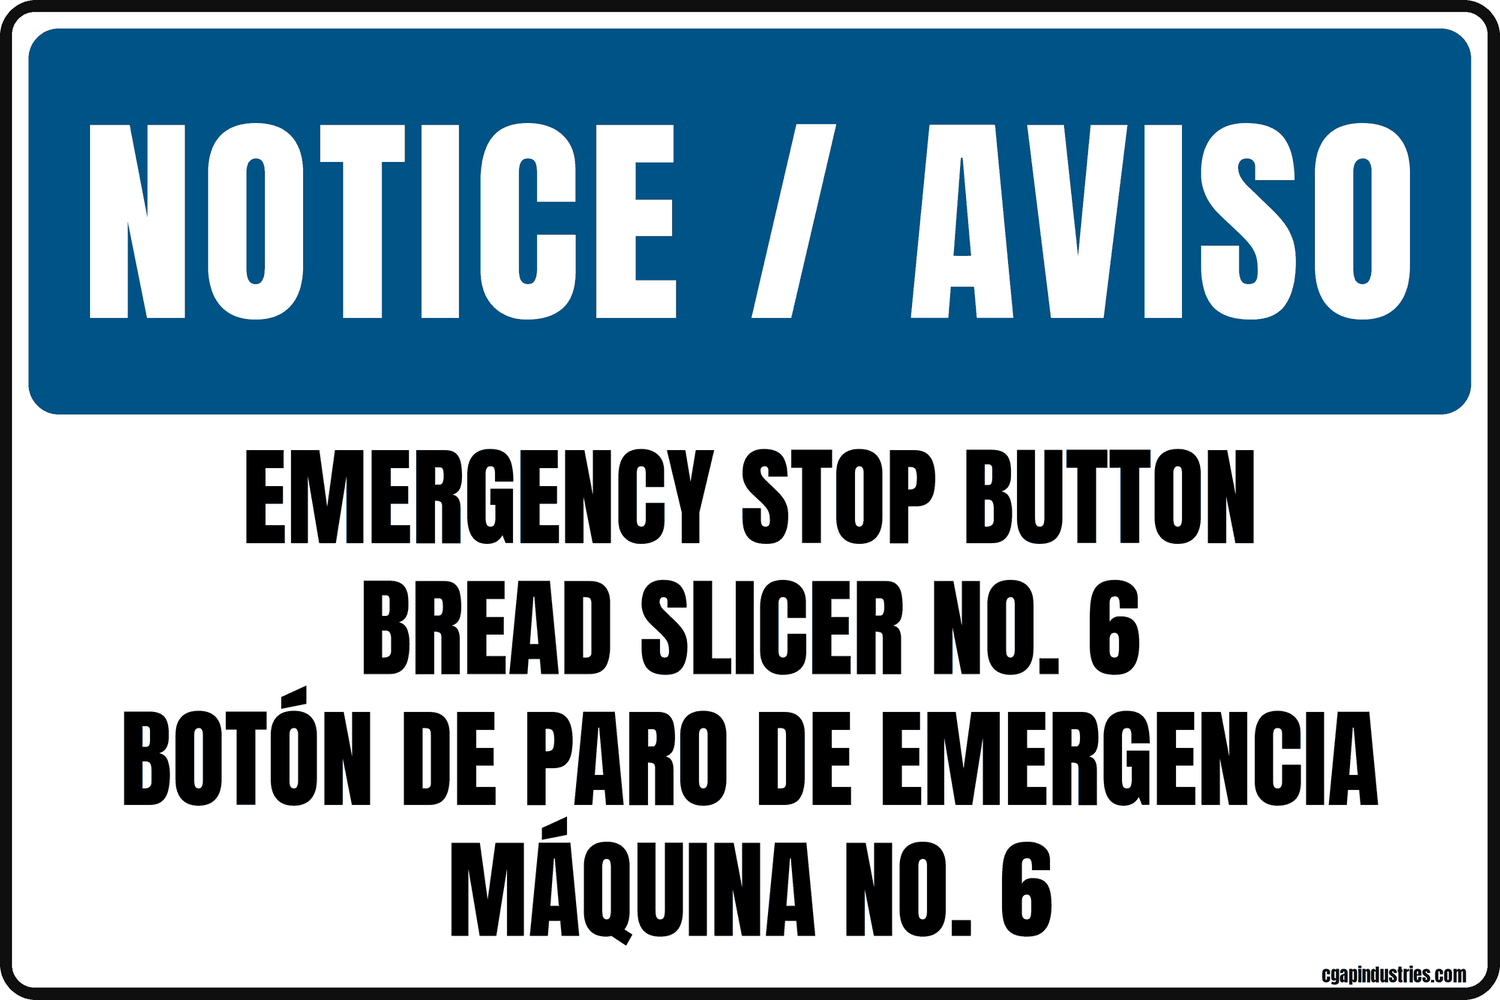 NOTICE / AVISO
EMERGENCY STOP BUTTON
BREAD SLICER NO. 6
BOTÓN DE PARO DE EMERGENCIA
MÁQUINA NO. 6
cgapindustries.com